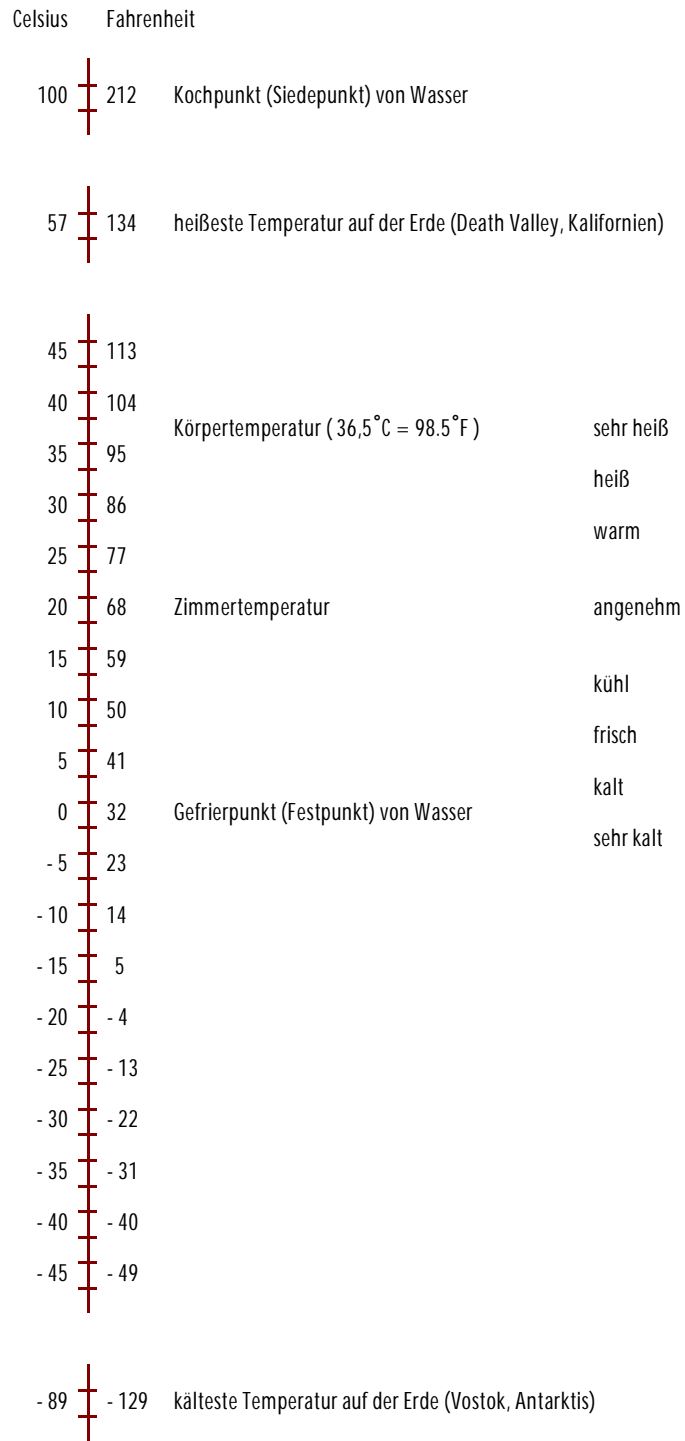 Celsius Fahrenheit
100 212 Kochpunkt (Siedepunkt) von Wasser
57 134 heißeste Temperatur auf der Erde (Death Valley, Kalifornien)
45 113
40 104
Körpertemperatur ( 36,5˚C = 98.5˚F ) sehr heiß
35 95
heiß
30 86
warm
25 77
20 68 Zimmertemperatur angenehm
15 59
kühl
10 50
frisch
5 41
kalt
0 32 Gefrierpunkt (Festpunkt) von Wasser
sehr kalt
- 5 23
- 10 14
- 15 5
- 20 - 4
- 25 - 13
- 30 - 22
- 35 - 31
- 40 - 40
- 45 - 49
- 89 - 129 kälteste Temperatur auf der Erde (Vostok, Antarktis)